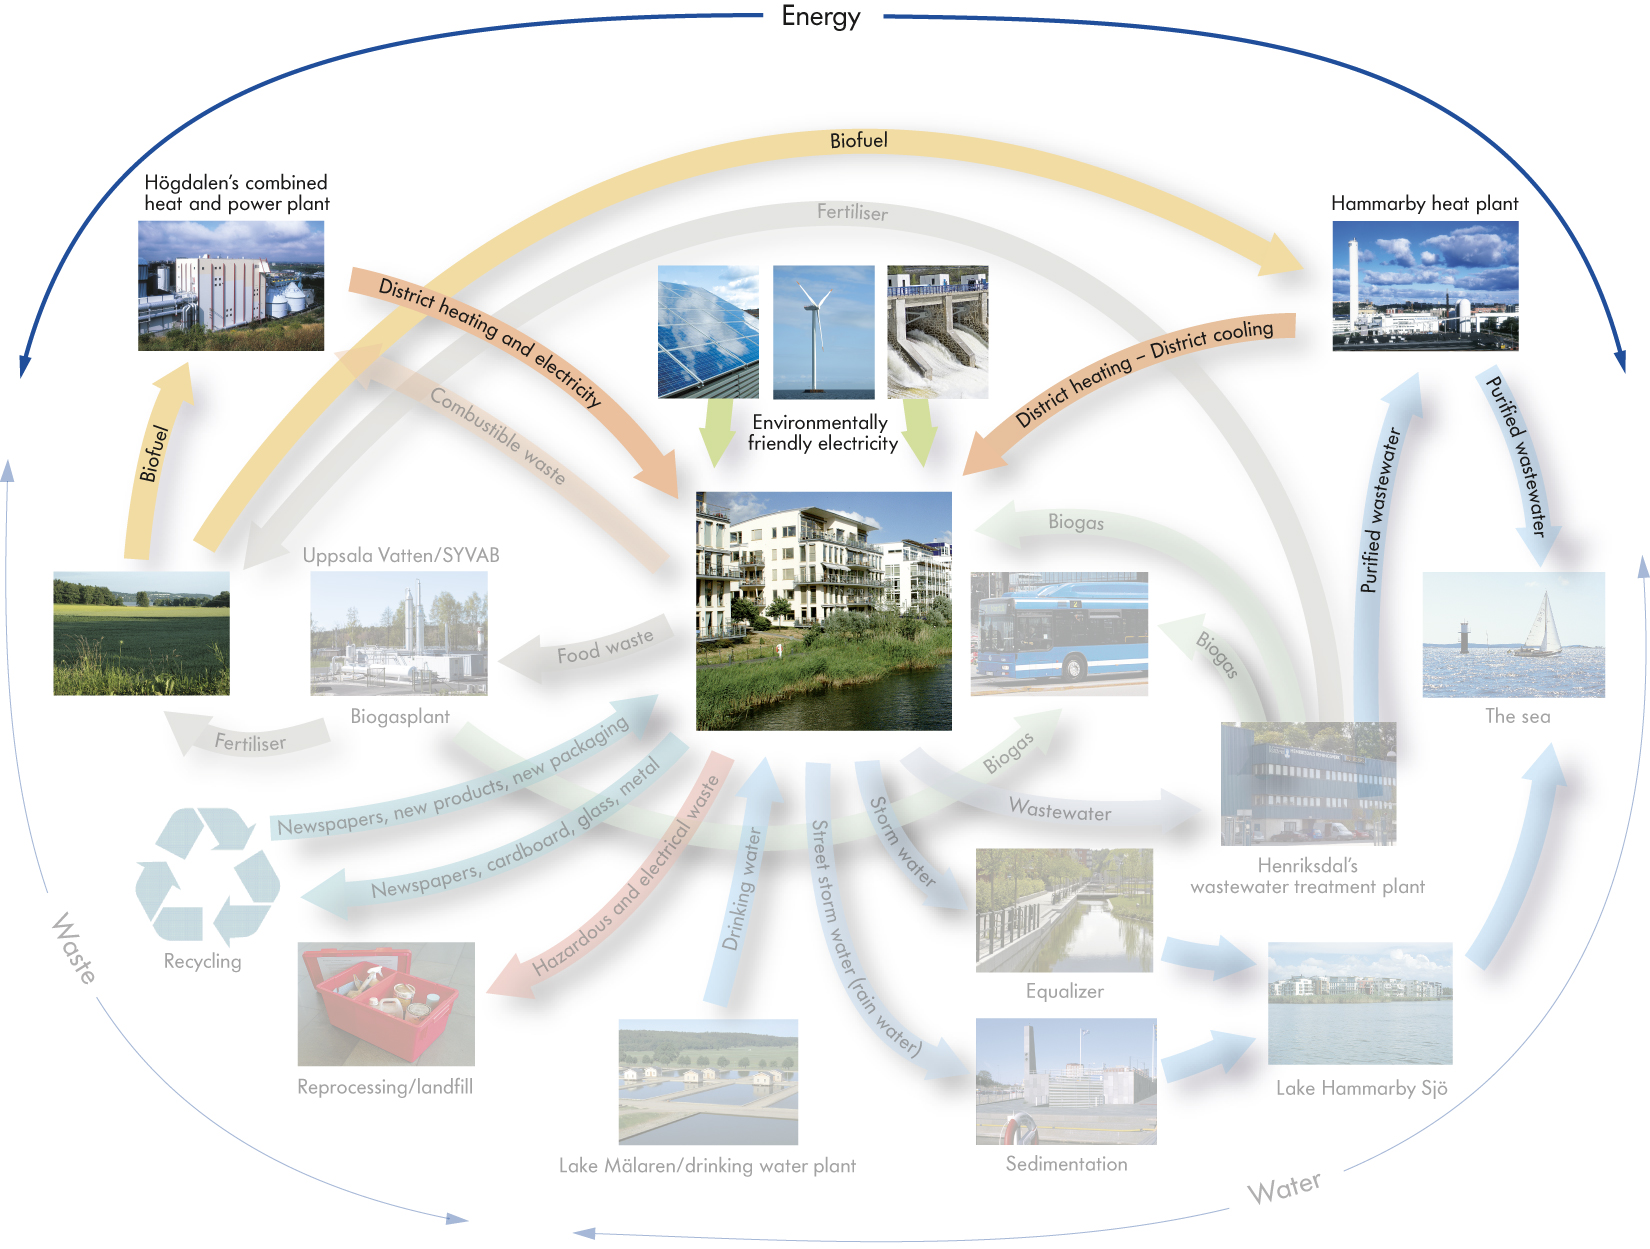 Energy
Biofuel
Högdalen's combined
heat and power plant
Hammarby heat plant
Fertiliser
District heating and electricity
District heating – District cooling
Environmentally
friendly electricity
Combustible waste
Biofuel
Purified wastewater
Purified wastewater
Biogas
Uppsala Vatten/SYVAB
Food waste
Biogas
Biogasplant
The sea
Fertiliser
Newspapers, new products, new packaging
Newspapers, cardboard, glass, metal
Biogas
Hazardous and electrical waste
Drinking water
Street storm water (rain water)
Storm water
Wastewater
Henriksdal's
wastewater treatment plant
Waste
Recycling
Equalizer
Reprocessing/landfill
Lake Hammarby Sjö
Lake Mälaren/drinking water plant
Sedimentation
Water